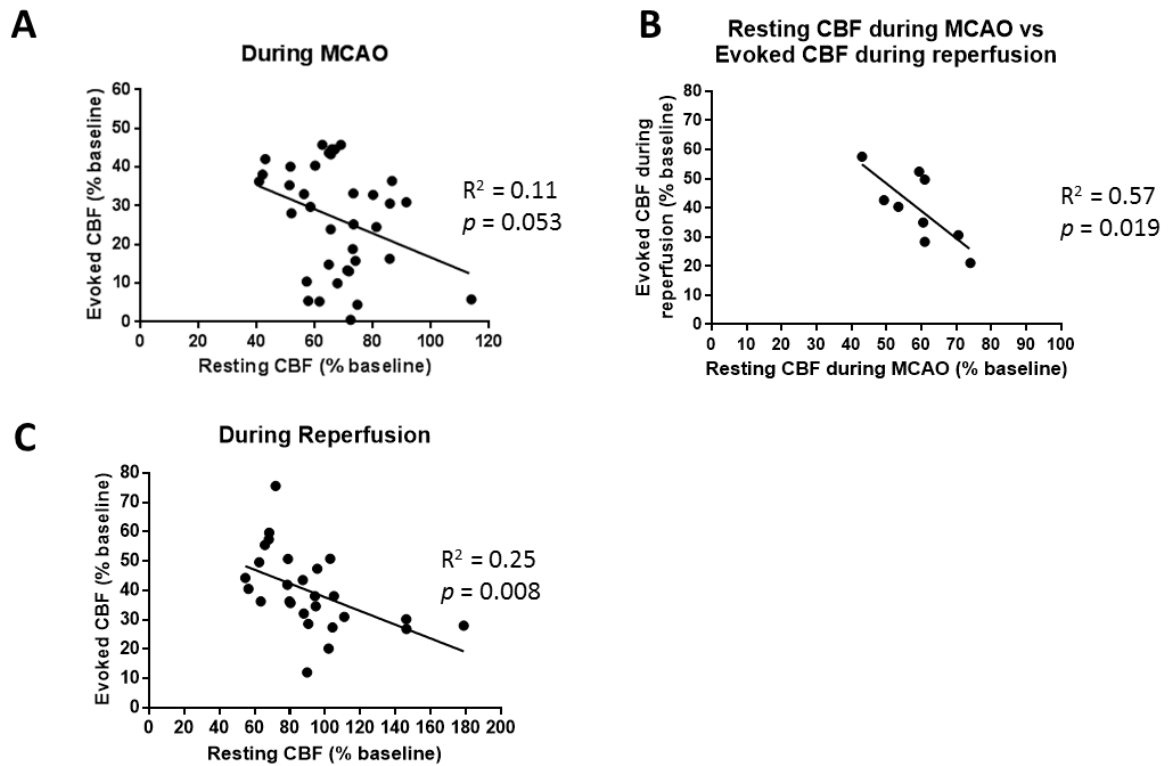 A
During MCAO
Evoked CBF (% baseline)
60
50
40
30
20
10
0
0 20 40 60 80 100 120
Resting CBF (% baseline)
R² = 0.11
p = 0.053
B
Resting CBF during MCAO vs
Evoked CBF during reperfusion
Evoked CBF during
reperfusion (% baseline)
80
70
60
50
40
30
20
10
0
0 10 20 30 40 50 60 70 80 90 100
Resting CBF during MCAO (% baseline)
R² = 0.57
p = 0.019
C
During Reperfusion
Evoked CBF (% baseline)
80
70
60
50
40
30
20
10
0
0 20 40 60 80 100 120 140 160 180 200
Resting CBF (% baseline)
R² = 0.25
p = 0.008